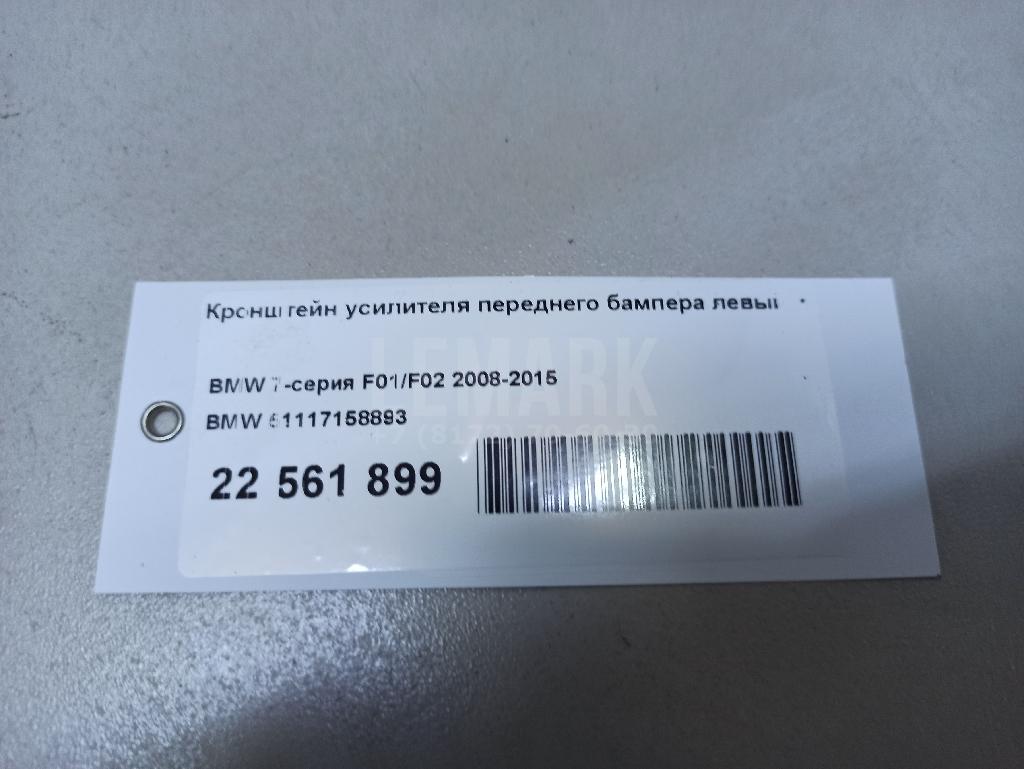 Кронштейн усилителя переднего бампера левый
BMW 7-серия F01/F02 2008-2015
LEMARK
BMW 51117158893
22 561 899